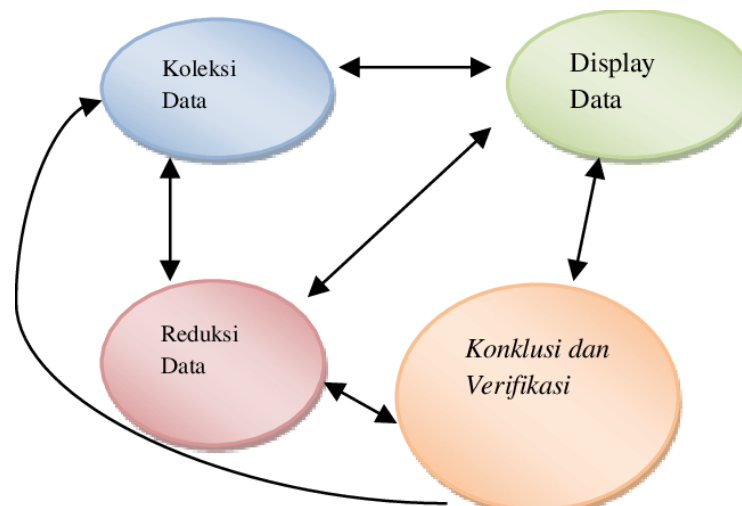 Koleksi
Data
Display
Data
Reduksi
Data
Konklusi dan
Verifikasi